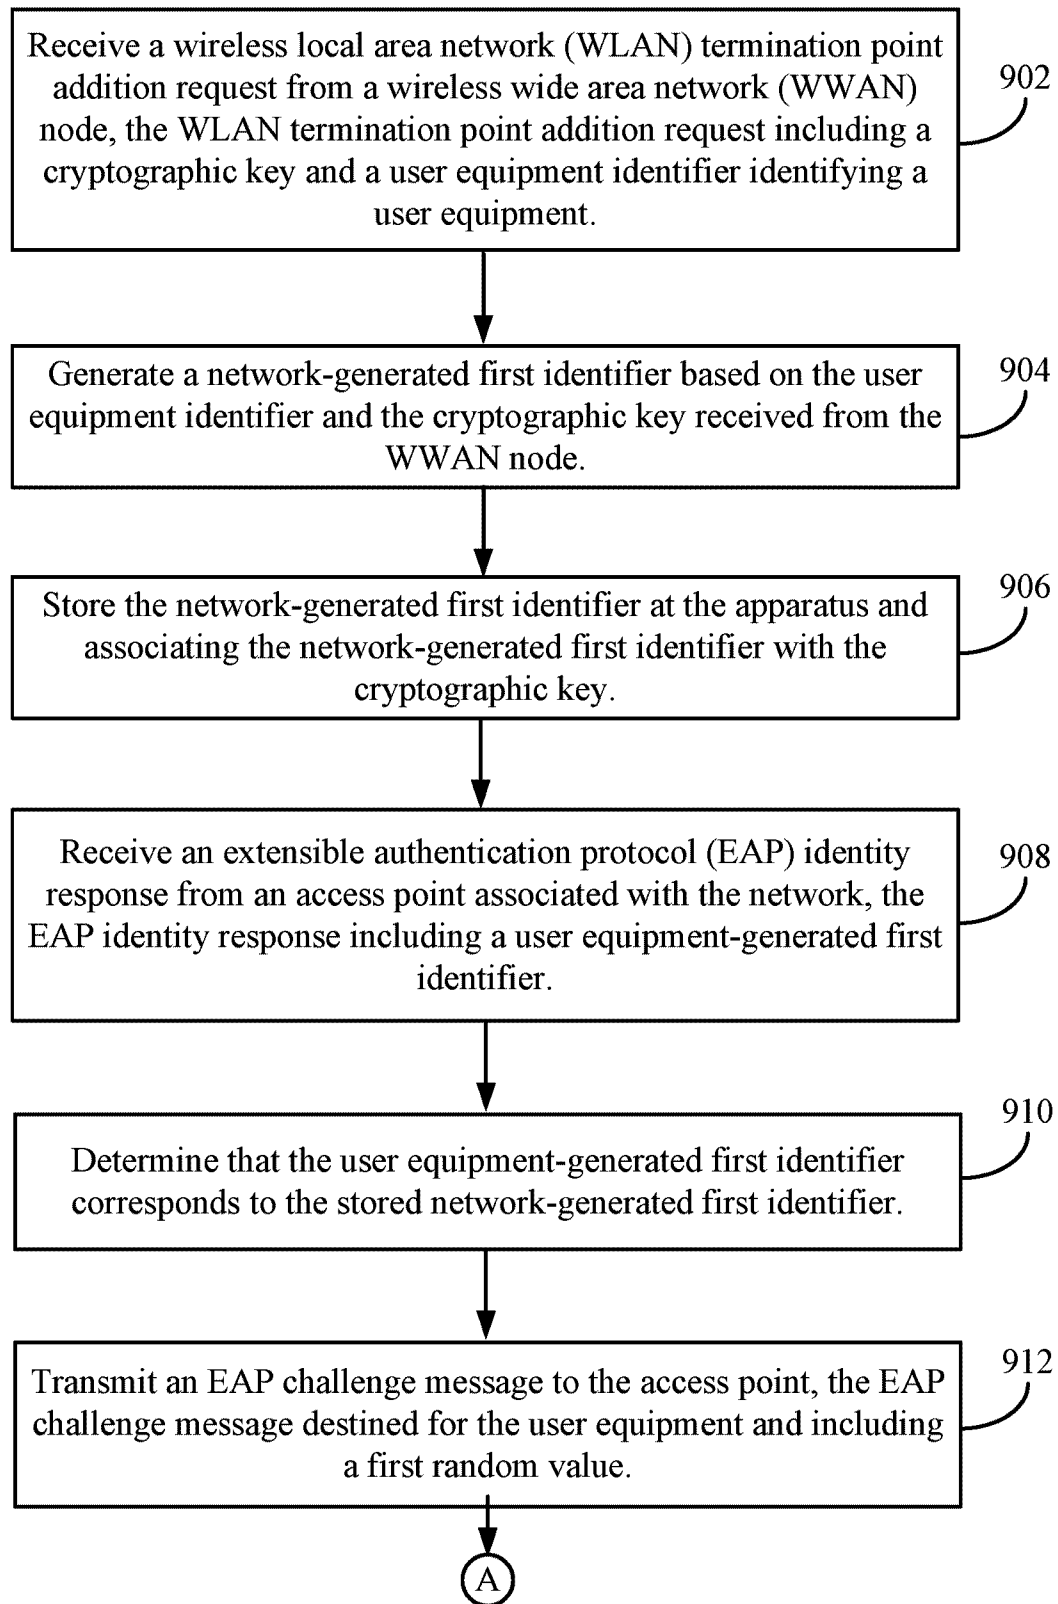 Receive a wireless local area network (WLAN) termination point
addition request from a wireless wide area network (WWAN)
node, the WLAN termination point addition request including a
cryptographic key and a user equipment identifier identifying a
user equipment.
902
Generate a network-generated first identifier based on the user
equipment identifier and the cryptographic key received from the
WWAN node.
904
Store the network-generated first identifier at the apparatus and
associating the network-generated first identifier with the
cryptographic key.
906
Receive an extensible authentication protocol (EAP) identity
response from an access point associated with the network, the
EAP identity response including a user equipment-generated first
identifier.
908
Determine that the user equipment-generated first identifier
corresponds to the stored network-generated first identifier.
910
Transmit an EAP challenge message to the access point, the EAP
challenge message destined for the user equipment and including
a first random value.
912
A